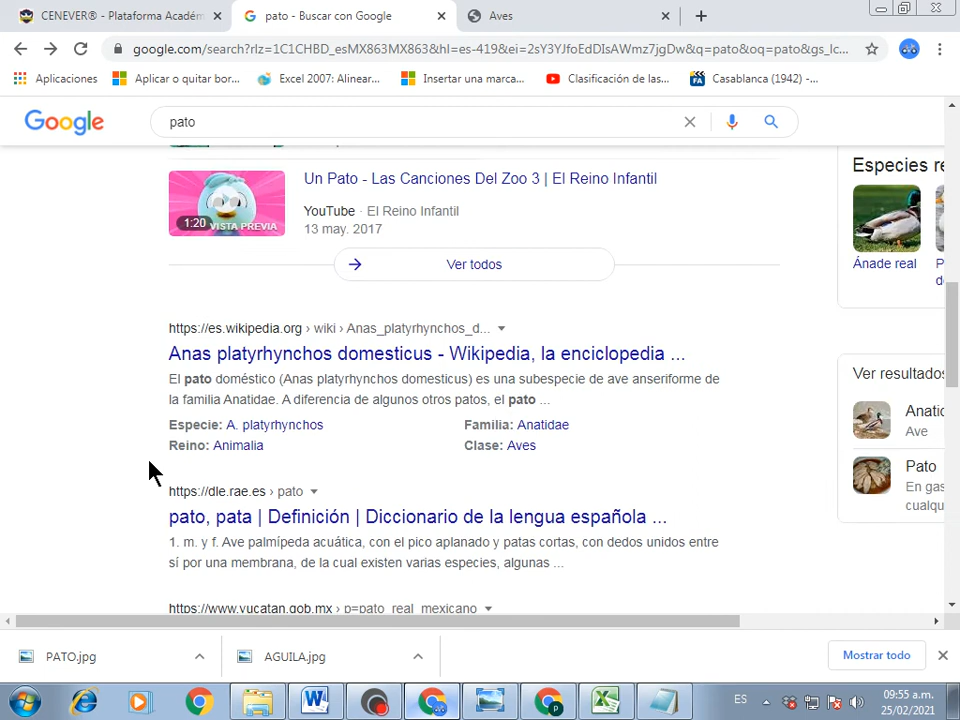 CENEVER® - Plataforma Académ
pato - Buscar con Google
Aves
google.com/search?rlz=1C1CHBD_esMX863MX863&hl=es-419&ei=2sY3YJfoEdDIsAWmz7jgDw&q=pato&oq=pato&gs_lc...
Aplicaciones
Aplicar o quitar bor...
Excel 2007: Alinear...
Insertar una marca...
Clasificación de las...
Casablanca (1942) -...
Google
pato
Un Pato - Las Canciones Del Zoo 3 | El Reino Infantil
1:20 VISTA PREVIA
YouTube · El Reino Infantil
13 may. 2017
Ver todos
https://es.wikipedia.org › wiki › Anas_platyrhynchos_d...
Anas platyrhynchos domesticus - Wikipedia, la enciclopedia ...
El pato doméstico (Anas platyrhynchos domesticus) es una subespecie de ave anseriforme de
la familia Anatidae. A diferencia de algunos otros patos, el pato ...
Especie: A. platyrhynchos
Familia: Anatidae
Reino: Animalia
Clase: Aves
https://dle.rae.es › pato
pato, pata | Definición | Diccionario de la lengua española ...
1. m. y f. Ave palmípeda acuática, con el pico aplanado y patas cortas, con dedos unidos entre
sí por una membrana, de la cual existen varias especies, algunas ...
https://www.yucatan.gob.mx › p=pato_real_mexicano
Especies re
Ánade real
P
de
Ver resultados
Anatid
Ave
Pato
En gas
cualqu
PATO.jpg
AGUILA.jpg
Mostrar todo
ES
09:55 a.m.
25/02/2021